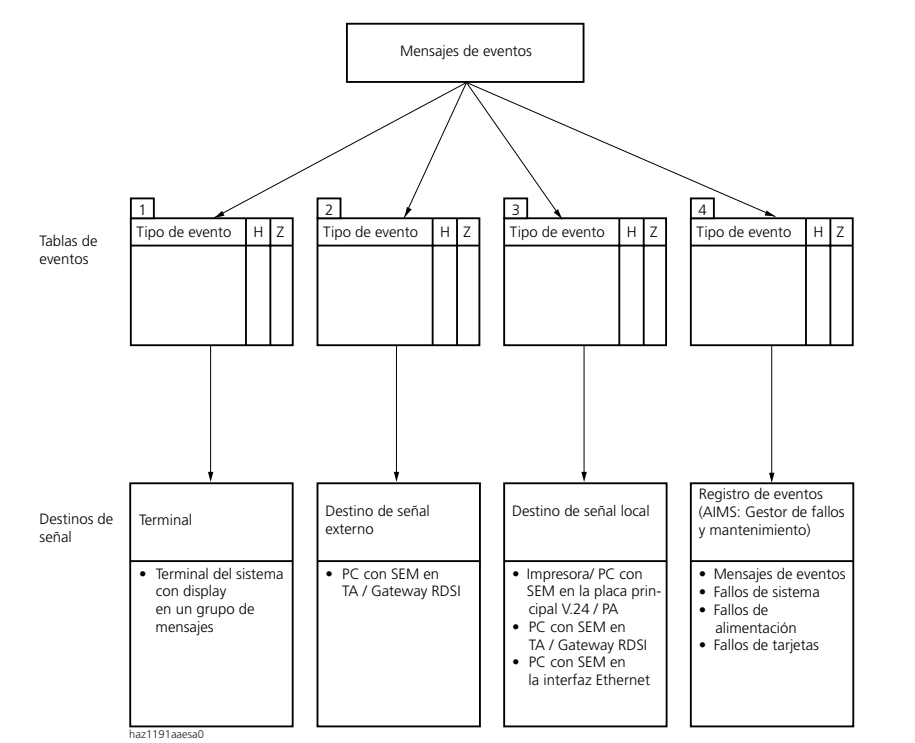 Mensajes de eventos
1
2
3
4
Tipo de evento H Z
Tipo de evento H Z
Tipo de evento H Z
Tipo de evento H Z
Tablas de
eventos
Destinos de
señal
Terminal
• Terminal del sistema
con display
en un grupo de
mensajes
Destino de señal
externo
• PC con SEM en
TA / Gateway RDSI
Destino de señal local
• Impresora/ PC con
SEM en la placa prin-
cipal V.24 / PA
• PC con SEM en
TA / Gateway RDSI
• PC con SEM en
la interfaz Ethernet
Registro de eventos
(AIMS: Gestor de fallos
y mantenimiento)
• Mensajes de eventos
• Fallos de sistema
• Fallos de
alimentación
• Fallos de tarjetas
haz1191aaesa0